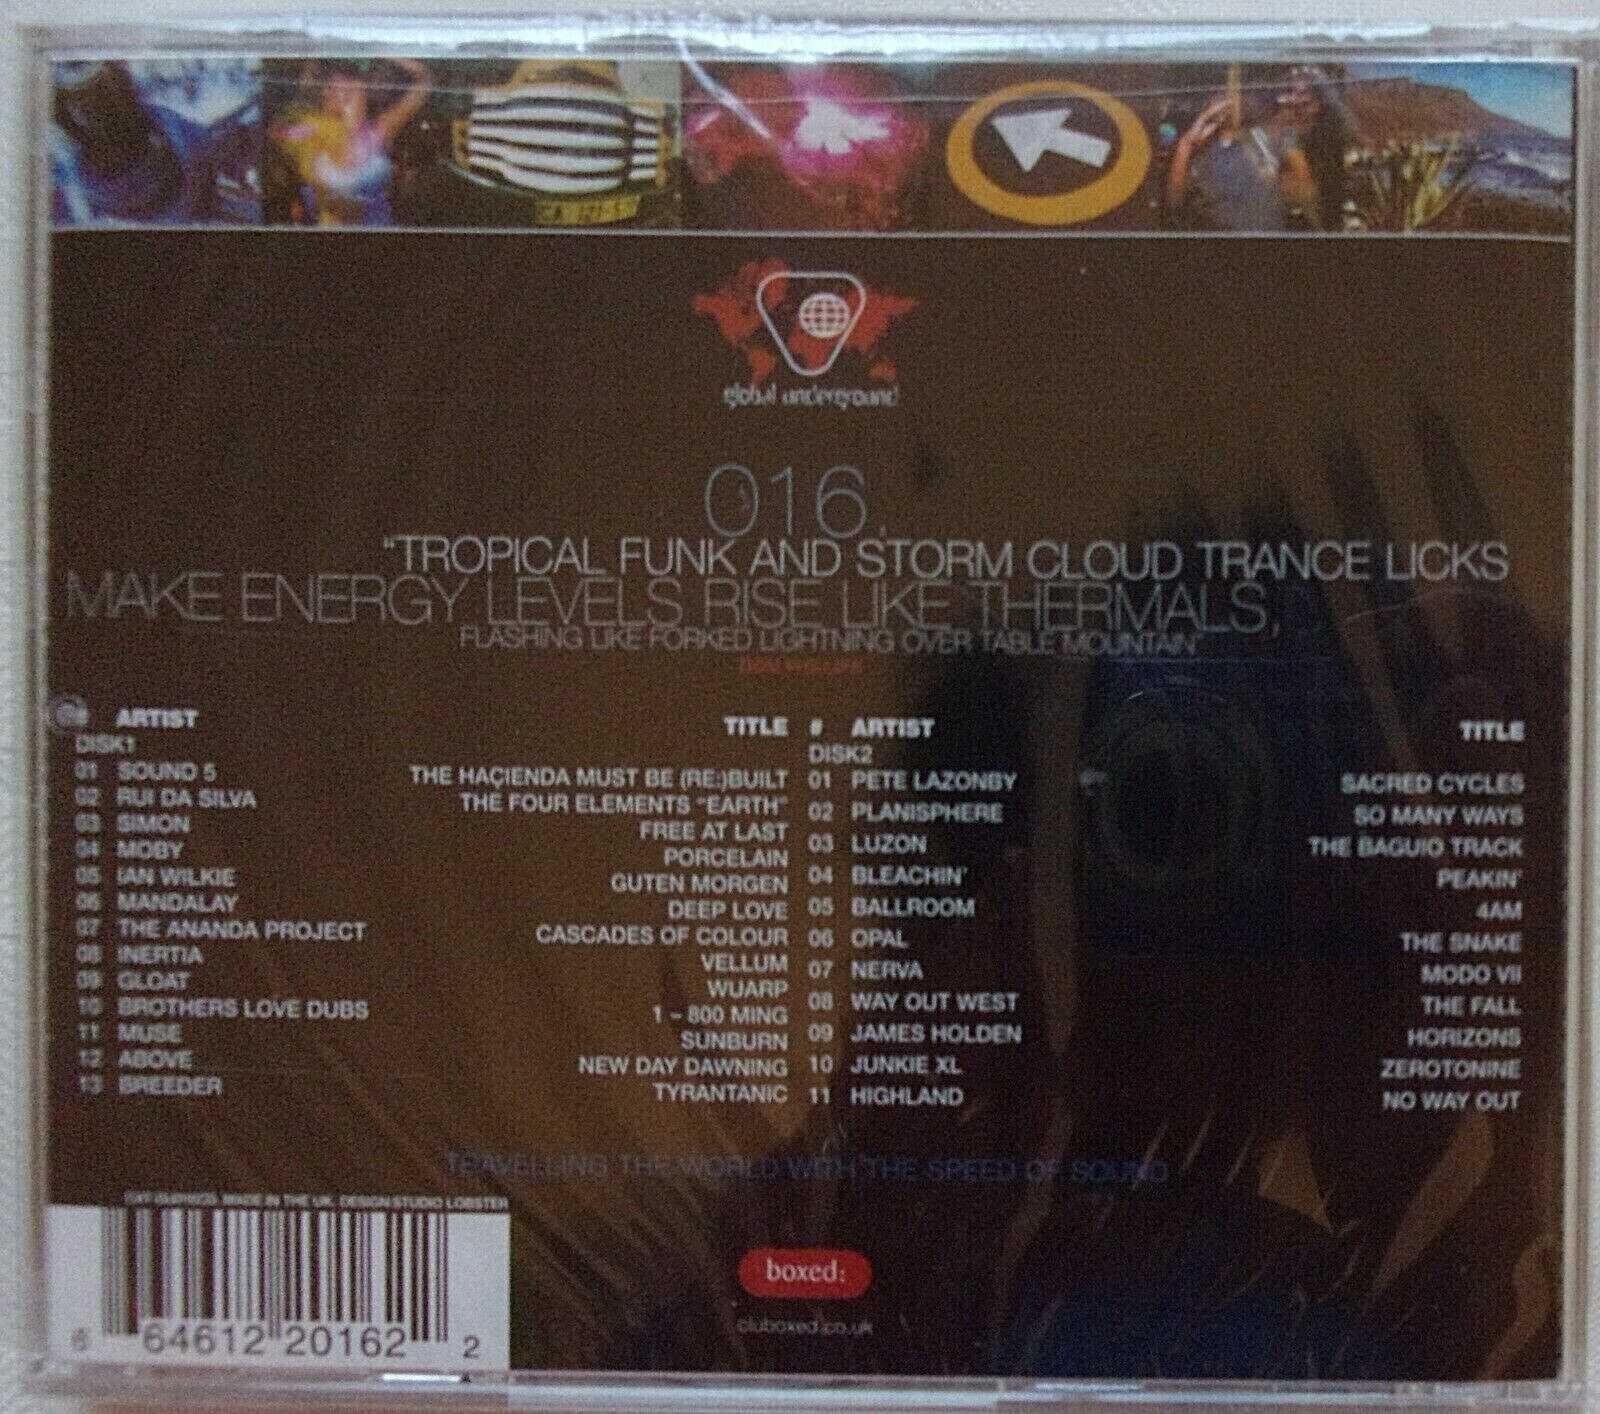 global underground
016.
"TROPICAL FUNK AND STORM CLOUD TRANCE LICKS
MAKE ENERGY LEVELS RISE LIKE THERMALS,
FLASHING LIKE FORKED LIGHTNING OVER TABLE MOUNTAIN"
# ARTIST TITLE
DISK1
01 SOUND 5 THE HAÇIENDA MUST BE (RE:)BUILT
02 RUI DA SILVA THE FOUR ELEMENTS "EARTH"
03 SIMON FREE AT LAST
04 MOBY PORCELAIN
05 IAN WILKIE GUTEN MORGEN
06 MANDALAY DEEP LOVE
07 THE ANANDA PROJECT CASCADES OF COLOUR
08 INERTIA VELLUM
09 GLOAT WUARP
10 BROTHERS LOVE DUBS 1 - 800 MING
11 MUSE SUNBURN
12 ABOVE NEW DAY DAWNING
13 BREEDER TYRANTANIC
# ARTIST TITLE
DISK2
01 PETE LAZONBY SACRED CYCLES
02 PLANISPHERE SO MANY WAYS
03 LUZON THE BAGUIO TRACK
04 BLEACHIN' PEAKIN'
05 BALLROOM 4AM
06 OPAL THE SNAKE
07 NERVA MODO VII
08 WAY OUT WEST THE FALL
09 JAMES HOLDEN HORIZONS
10 JUNKIE XL ZEROTONINE
11 HIGHLAND NO WAY OUT
TRAVELLING THE WORLD WITH THE SPEED OF SOUND
MADE IN THE UK. DESIGN:STUDIO LOBSTER
6 64612 20162 2
boxed:
cluboxed.co.uk